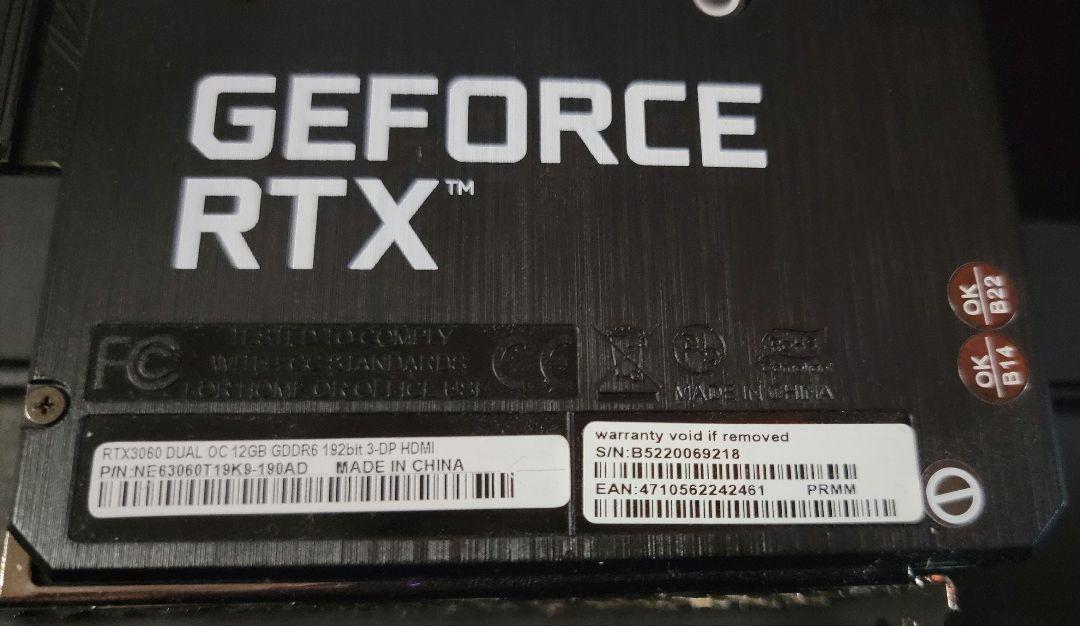 GEFORCE
RTX™
OK
B22
OK
B14
FC
TESTED TO COMPLY
WITH FCC STANDARDS
FOR HOME OR OFFICE USE
CE
MADE IN CHINA
RTX3060 DUAL OC 12GB GDDR6 192bit 3-DP HDMI
P/N:NE63060T19K9-190AD MADE IN CHINA
warranty void if removed
S/N:B5220069218
EAN:4710562242461 PRMM